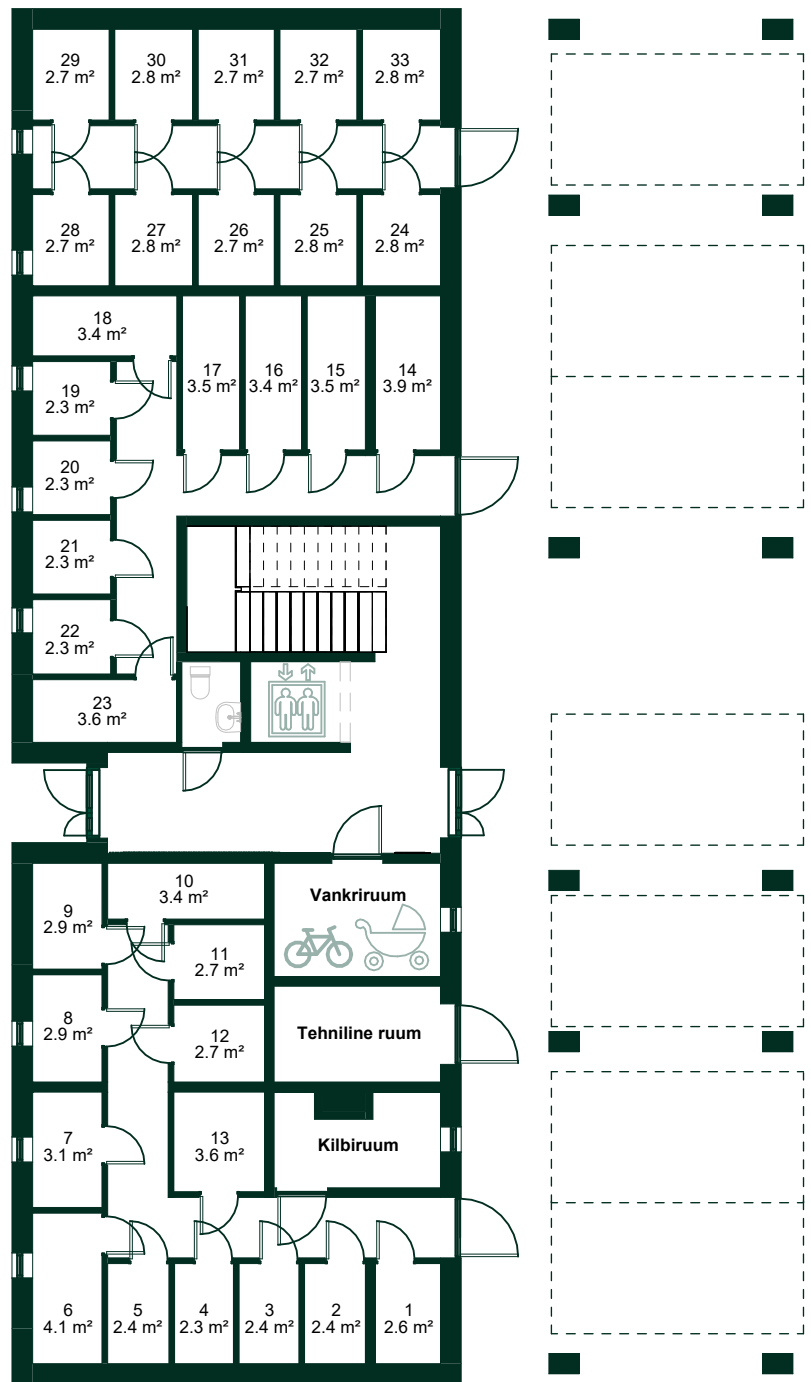 29
2.7 m²
30
2.8 m²
31
2.7 m²
32
2.7 m²
33
2.8 m²
28
2.7 m²
27
2.8 m²
26
2.7 m²
25
2.8 m²
24
2.8 m²
18
3.4 m²
17
3.5 m²
16
3.4 m²
15
3.5 m²
14
3.9 m²
19
2.3 m²
20
2.3 m²
21
2.3 m²
22
2.3 m²
23
3.6 m²
10
3.4 m²
9
2.9 m²
Vankriruum
11
2.7 m²
8
2.9 m²
12
2.7 m²
Tehniline ruum
7
3.1 m²
13
3.6 m²
Kilbiruum
6
4.1 m²
5
2.4 m²
4
2.3 m²
3
2.4 m²
2
2.4 m²
1
2.6 m²